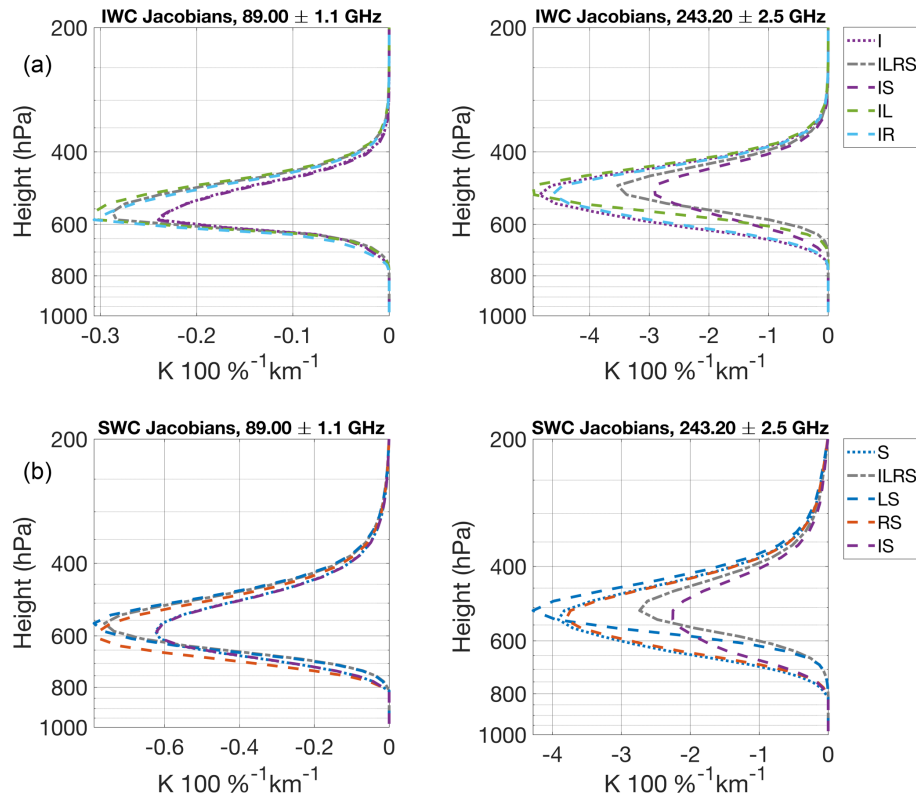 IWC Jacobians, 89.00 ± 1.1 GHz
IWC Jacobians, 243.20 ± 2.5 GHz
(a)
Height (hPa)
200
400
600
800
1000
-0.3
-0.2
-0.1
0
K 100 %⁻¹km⁻¹
Height (hPa)
200
400
600
800
1000
-4
-3
-2
-1
0
K 100 %⁻¹km⁻¹
I
ILRS
IS
IL
IR
SWC Jacobians, 89.00 ± 1.1 GHz
SWC Jacobians, 243.20 ± 2.5 GHz
(b)
Height (hPa)
200
400
600
800
1000
-0.6
-0.4
-0.2
0
K 100 %⁻¹km⁻¹
Height (hPa)
200
400
600
800
1000
-4
-3
-2
-1
0
K 100 %⁻¹km⁻¹
S
ILRS
LS
RS
IS